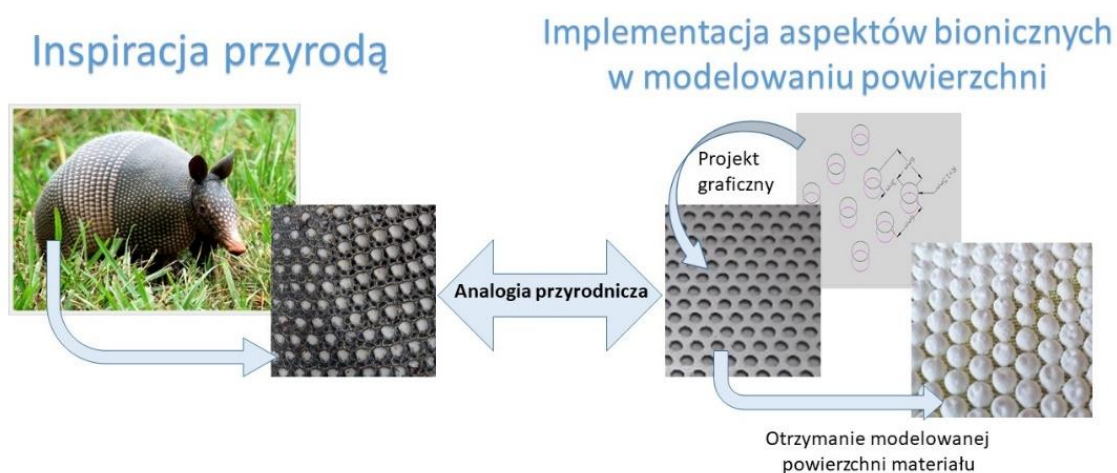 Inspiracja przyrodą
Implementacja aspektów bionicznych
w modelowaniu powierzchni
Projekt
graficzny
Analogia przyrodnicza
Otrzymanie modelowanej
powierzchni materiału